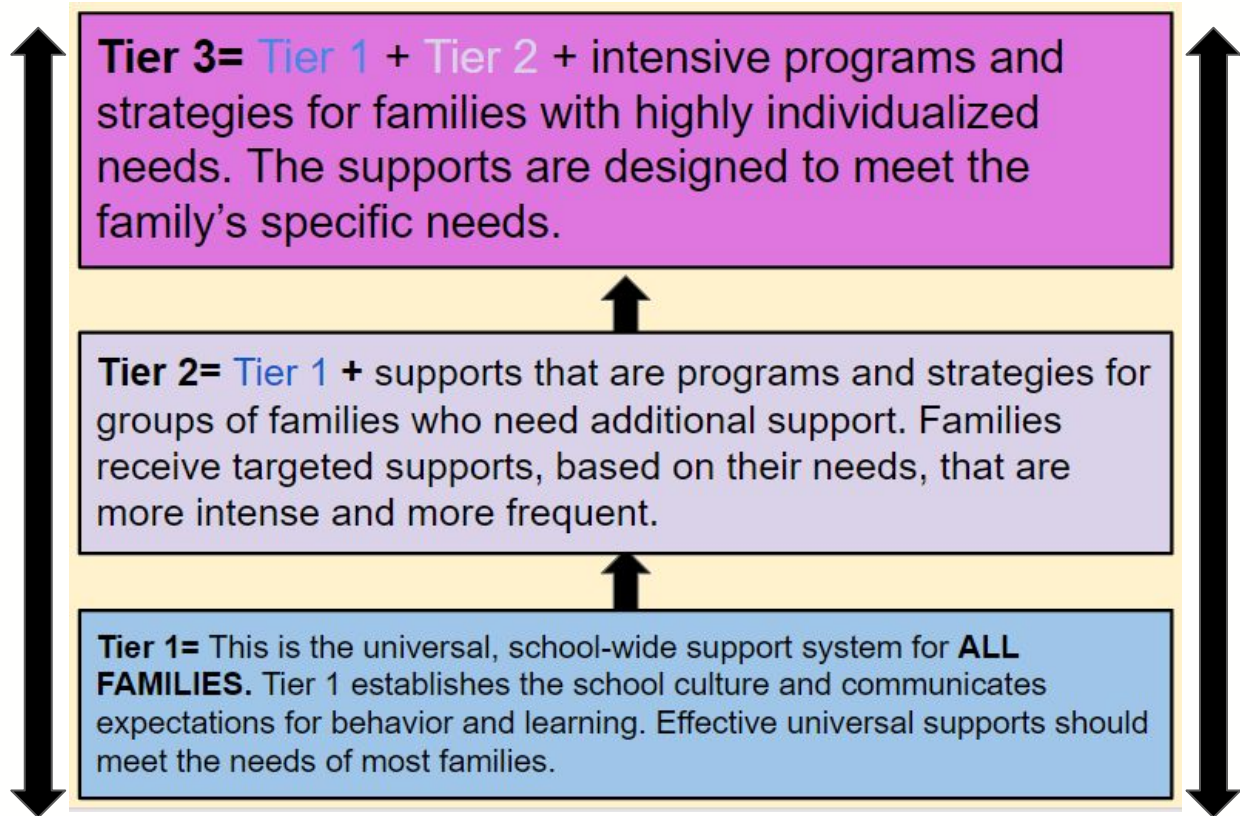 Tier 3= Tier 1 + Tier 2 + intensive programs and
strategies for families with highly individualized
needs. The supports are designed to meet the
family’s specific needs.
Tier 2= Tier 1 + supports that are programs and strategies for
groups of families who need additional support. Families
receive targeted supports, based on their needs, that are
more intense and more frequent.
Tier 1= This is the universal, school-wide support system for ALL
FAMILIES. Tier 1 establishes the school culture and communicates
expectations for behavior and learning. Effective universal supports should
meet the needs of most families.